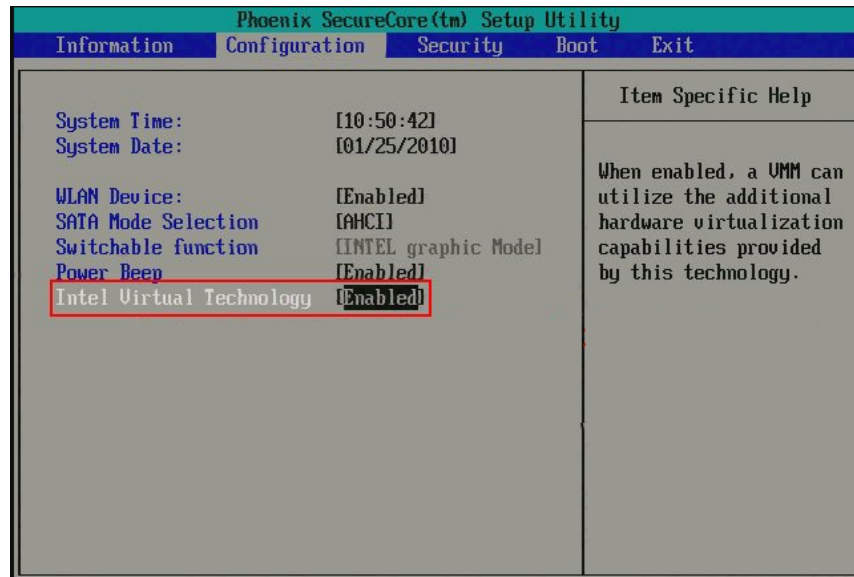 Phoenix SecureCore(tm) Setup Utility
Information Configuration Security Boot Exit
System Time: [10:50:42]
System Date: [01/25/2010]
WLAN Device: [Enabled]
SATA Mode Selection [AHCI]
Switchable function [INTEL graphic Mode]
Power Beep [Enabled]
Intel Virtual Technology [Enabled]
Item Specific Help
When enabled, a VMM can
utilize the additional
hardware virtualization
capabilities provided
by this technology.